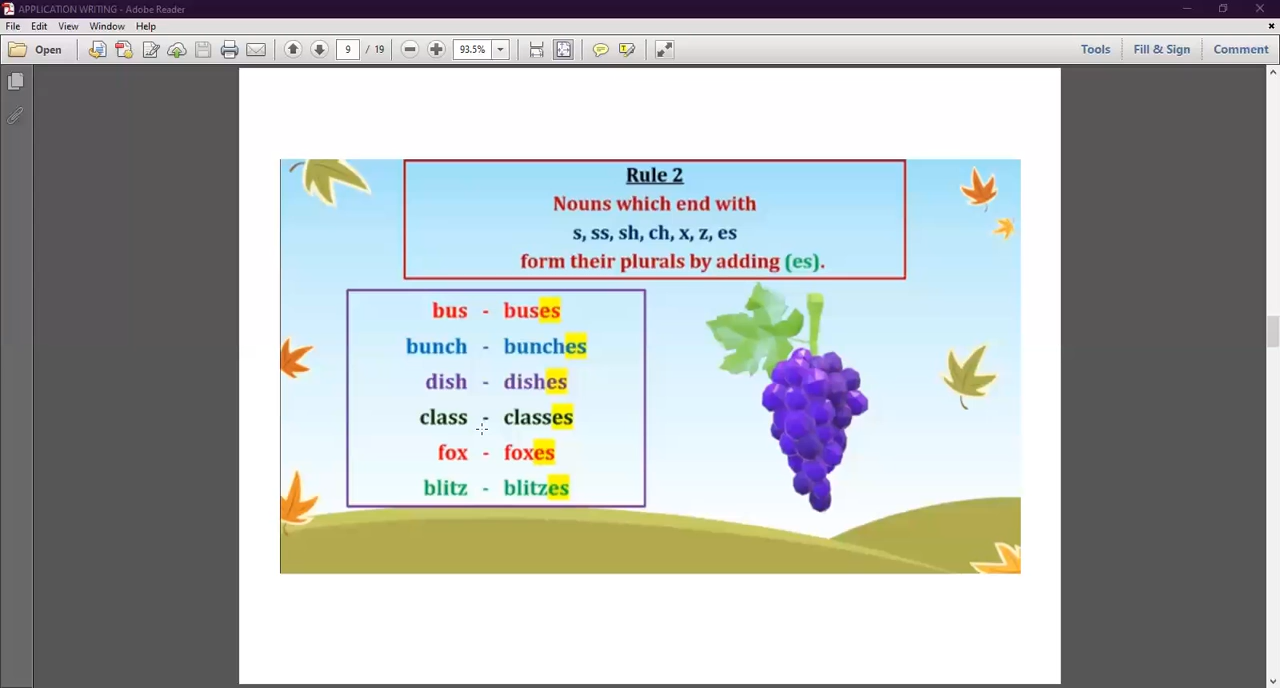 APPLICATION WRITING - Adobe Reader
File Edit View Window Help
Open 9 / 19 93.5% Tools Fill & Sign Comment
Rule 2
Nouns which end with
s, ss, sh, ch, x, z, es
form their plurals by adding (es).
bus - buses
bunch - bunches
dish - dishes
class - classes
fox - foxes
blitz - blitzes